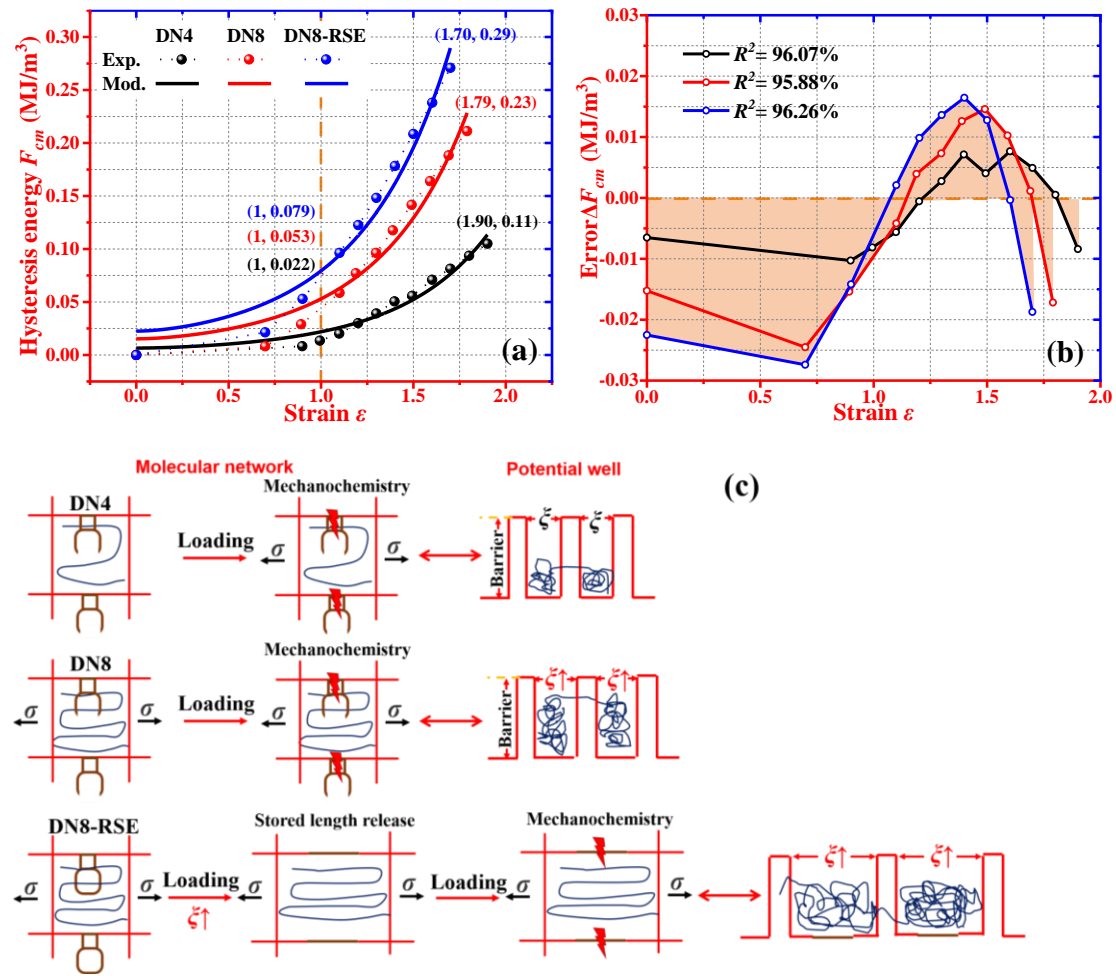 DN4 DN8 DN8-RSE
Exp.
Mod.
(1.70, 0.29)
(1.79, 0.23)
(1, 0.079)
(1, 0.053)
(1, 0.022)
(1.90, 0.11)
(a)
Hysteresis energy F_cm (MJ/m³)
0.30
0.25
0.20
0.15
0.10
0.05
0.00
0.0 0.5 1.0 1.5 2.0
Strain ε
R²= 96.07%
R²= 95.88%
R²= 96.26%
(b)
Error ΔF_cm (MJ/m³)
0.03
0.02
0.01
0.00
-0.01
-0.02
-0.03
0.0 0.5 1.0 1.5 2.0
Strain ε
(c)
Molecular network Potential well
DN4 Mechanochemistry
Loading σ σ Barrier ξ ξ
DN8 Mechanochemistry
σ σ Loading σ σ Barrier ξ↑ ξ↑
DN8-RSE Stored length release Mechanochemistry
σ σ Loading σ σ Loading σ σ ξ↑ ξ↑
ξ↑